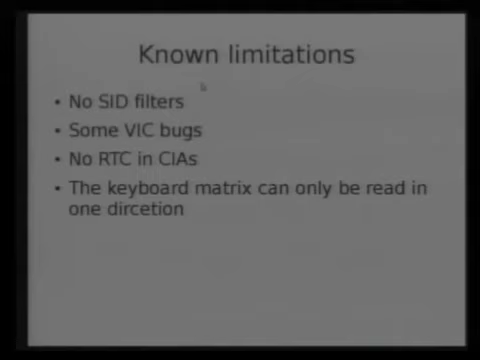 Known limitations
• No SID filters
• Some VIC bugs
• No RTC in CIAs
• The keyboard matrix can only be read in
one dircetion